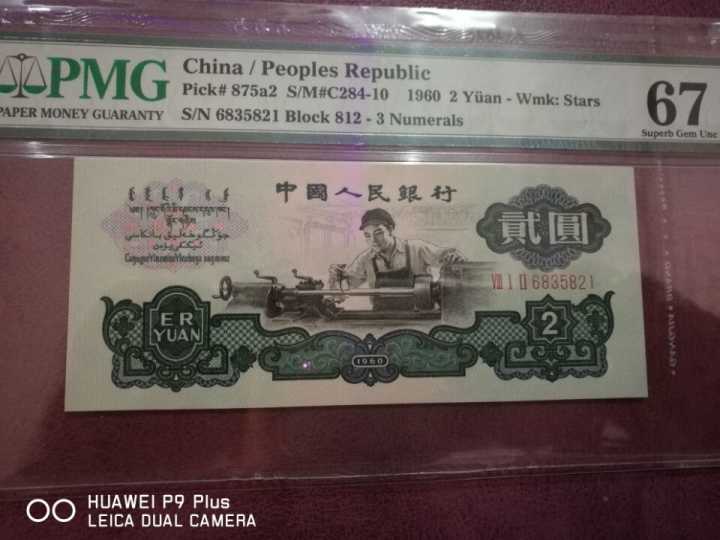 PMG
PAPER MONEY GUARANTY
China / Peoples Republic
Pick# 875a2 S/M#C284-10 1960 2 Yüan - Wmk: Stars
S/N 6835821 Block 812 - 3 Numerals
67
Superb Gem Unc
中國人民銀行
貳圓
VIII I II 6835821
ER
YUAN
1960
2
HUAWEI P9 Plus
LEICA DUAL CAMERA